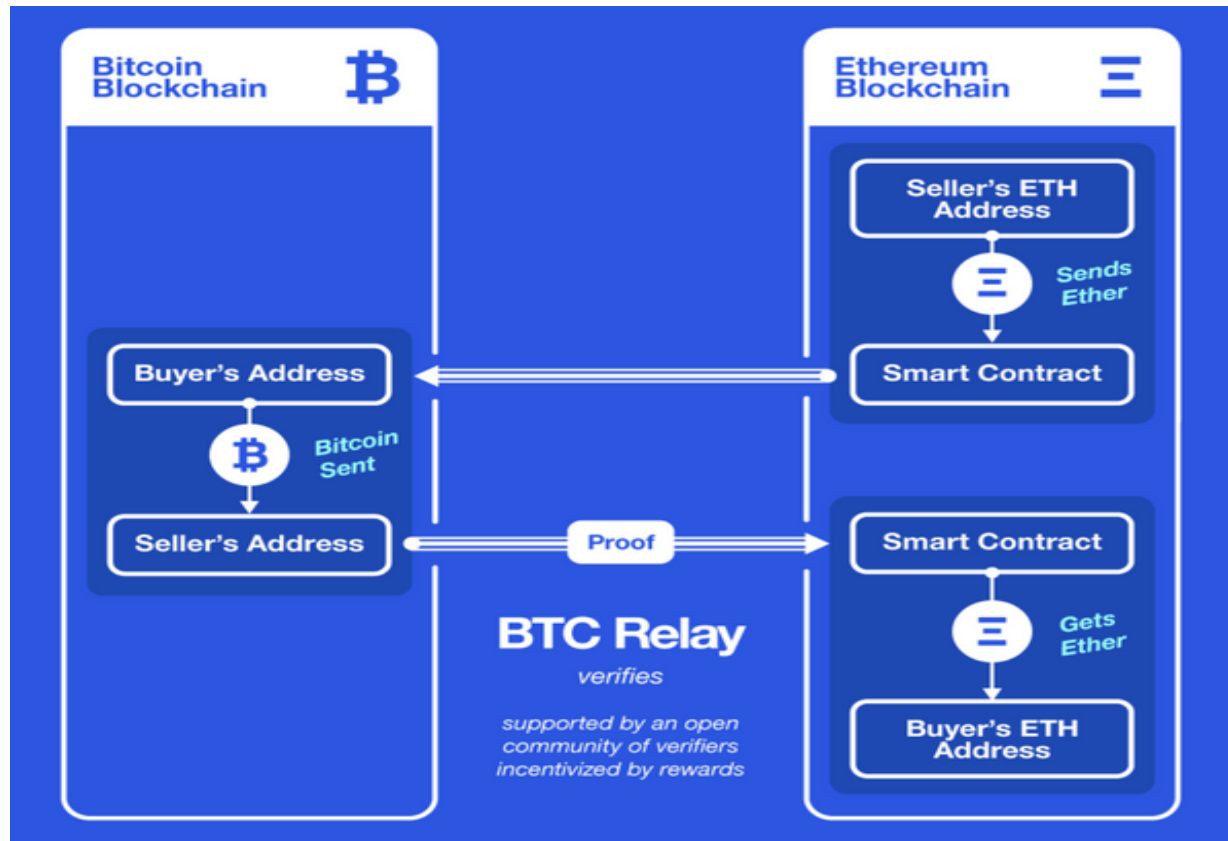 Bitcoin
Blockchain
₿
Ethereum
Blockchain
Ξ
Seller’s ETH
Address
Ξ
Sends
Ether
Smart Contract
Buyer’s Address
₿
Bitcoin
Sent
Seller’s Address
Proof
Smart Contract
Ξ
Gets
Ether
Buyer’s ETH
Address
BTC Relay
verifies
supported by an open
community of verifiers
incentivized by rewards